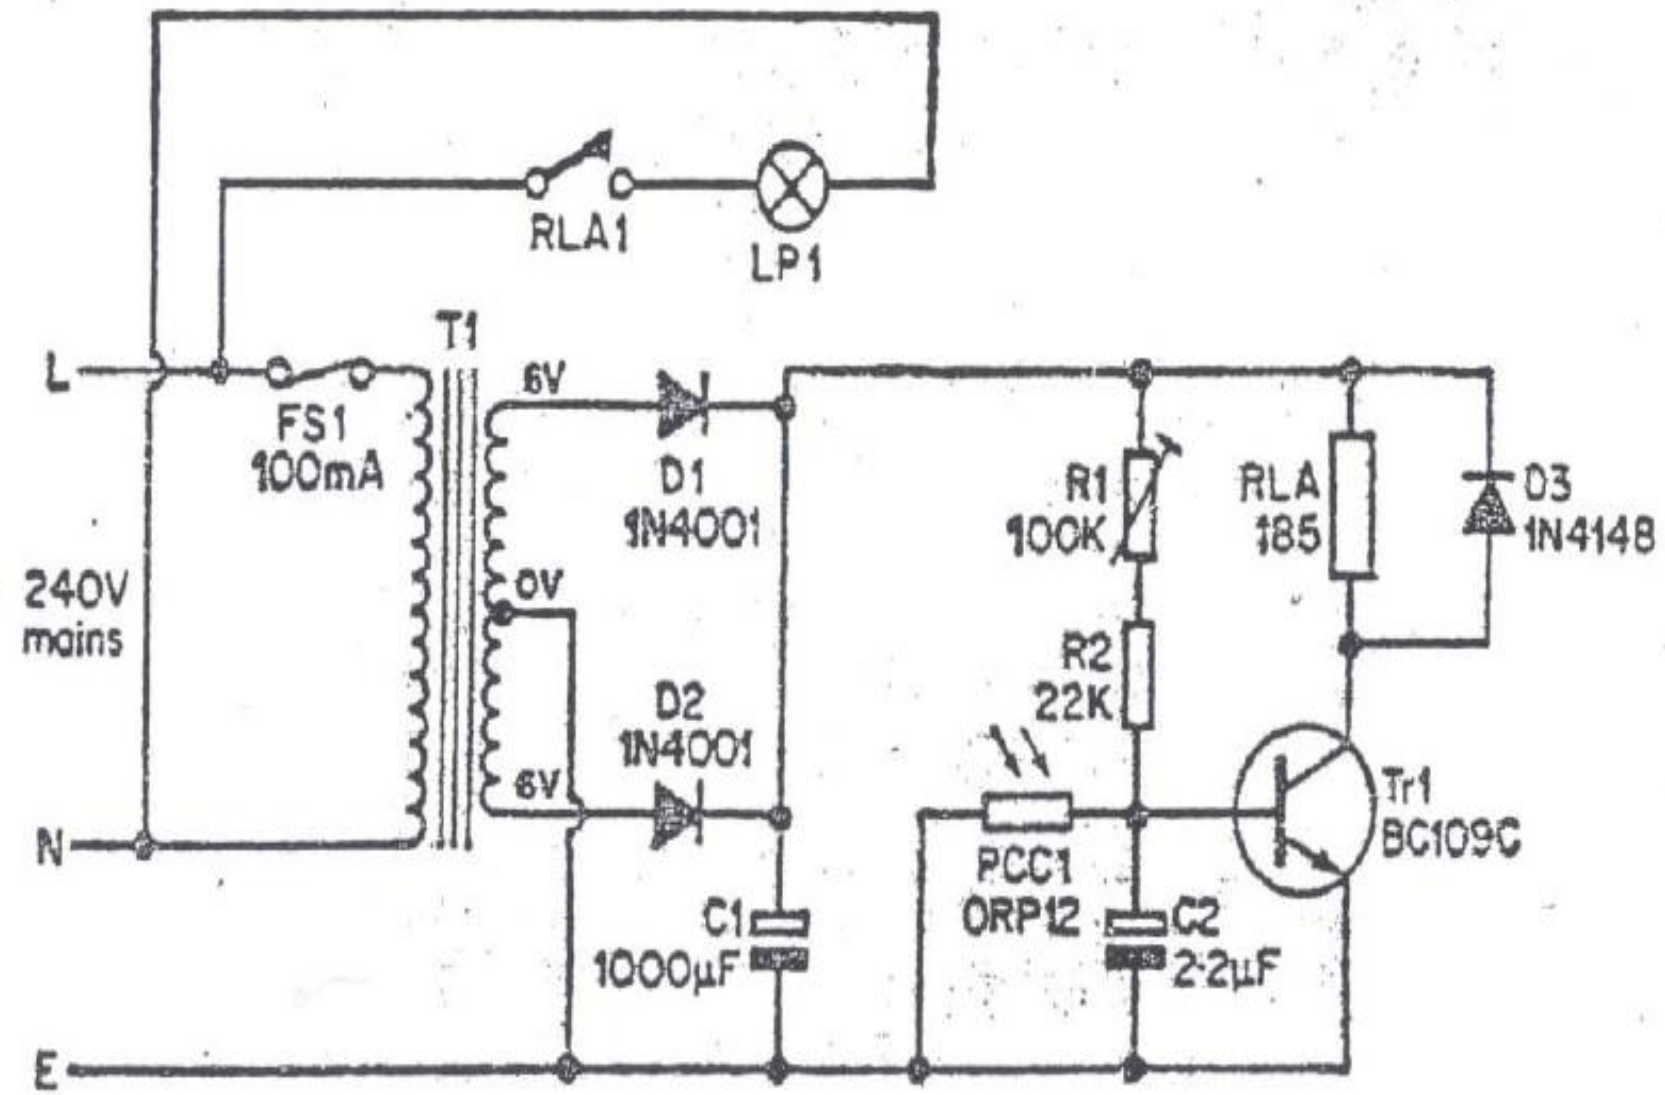 RLA1
LP1
L
T1
6V
FS1
100mA
D1
1N4001
R1
100K
RLA
185
D3
1N4148
0V
240V
mains
R2
22K
D2
1N4001
6V
Tr1
BC109C
N
PCC1
ORP12
C1
1000µF
C2
2·2µF
E